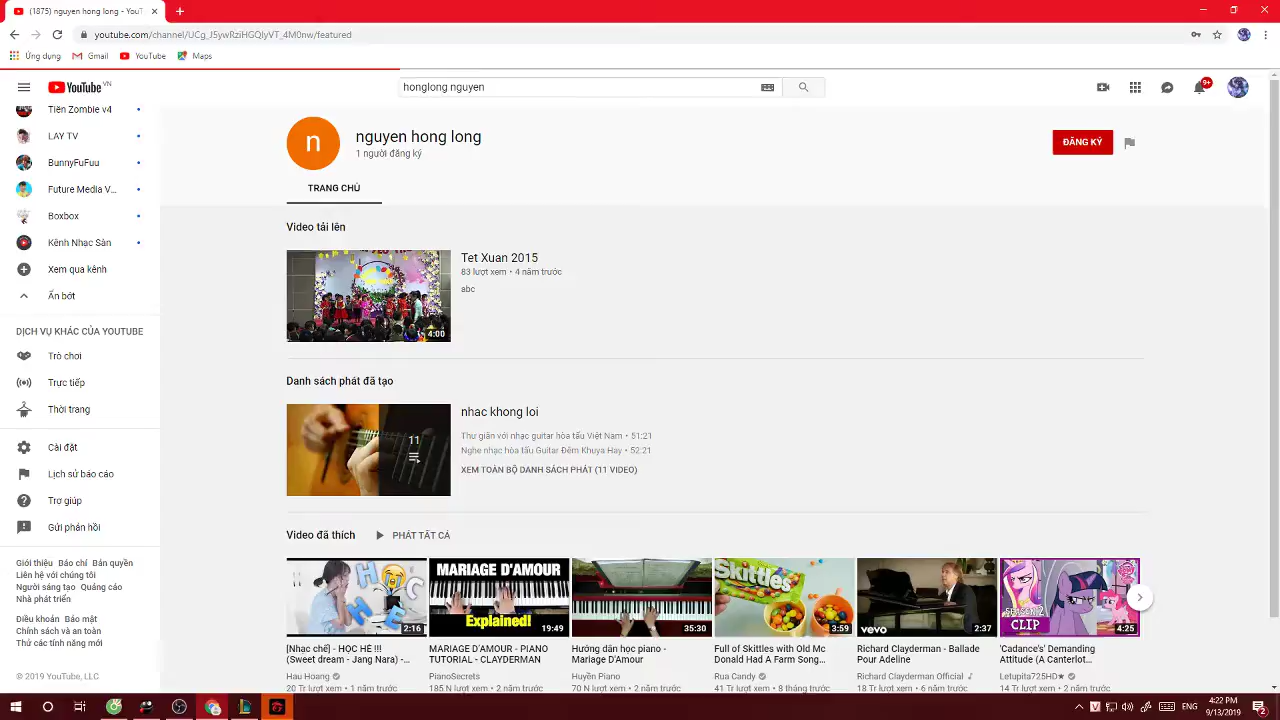 (1875) nguyen hong long - YouT
youtube.com/channel/UCg_J5ywRziHGQlyVT_4M0nw/featured
Ứng dụng Gmail YouTube Maps
YouTube VN
honglong nguyen
9+
Tiến Zombie v4
LAY TV
BunnyFuFuu
Future Media V...
Boxbox
Kênh Nhạc Sàn
Xem qua kênh
Ẩn bớt
DỊCH VỤ KHÁC CỦA YOUTUBE
Trò chơi
Trực tiếp
Thời trang
Cài đặt
Lịch sử báo cáo
Trợ giúp
Gửi phản hồi
Giới thiệu Báo chí Bản quyền
Liên hệ với chúng tôi
Người sáng tạo Quảng cáo
Nhà phát triển
Điều khoản Bảo mật
Chính sách và an toàn
Thử các tính năng mới
© 2019 YouTube, LLC
n
nguyen hong long
1 người đăng ký
ĐĂNG KÝ
TRANG CHỦ
Video tải lên
4:00
Tet Xuan 2015
83 lượt xem • 4 năm trước
abc
Danh sách phát đã tạo
11
nhac khong loi
Thư giãn với nhạc guitar hòa tấu Việt Nam • 51:21
Nghe nhạc hòa tấu Guitar Đêm Khuya Hay • 52:21
XEM TOÀN BỘ DANH SÁCH PHÁT (11 VIDEO)
Video đã thích PHÁT TẤT CẢ
HỌC HÈ
2:16
[Nhạc chế] - HỌC HÈ !!!
(Sweet dream - Jang Nara) -...
Hau Hoang
20 Tr lượt xem • 1 năm trước
MARIAGE D'AMOUR
Explained!
19:49
MARIAGE D'AMOUR - PIANO
TUTORIAL - CLAYDERMAN
PianoSecrets
185 N lượt xem • 2 năm trước
35:30
Hướng dẫn học piano -
Mariage D'Amour
Huyền Piano
70 N lượt xem • 2 năm trước
Skittles
3:59
Full of Skittles with Old Mc
Donald Had A Farm Song...
Rua Candy
41 Tr lượt xem • 8 tháng trước
vevo
2:37
Richard Clayderman - Ballade
Pour Adeline
Richard Clayderman Official
18 Tr lượt xem • 6 năm trước
SEASON 2
CLIP
4:25
'Cadance's' Demanding
Attitude (A Canterlot...
Letupita725HD★
14 Tr lượt xem • 2 năm trước
ENG
4:22 PM
9/13/2019
2